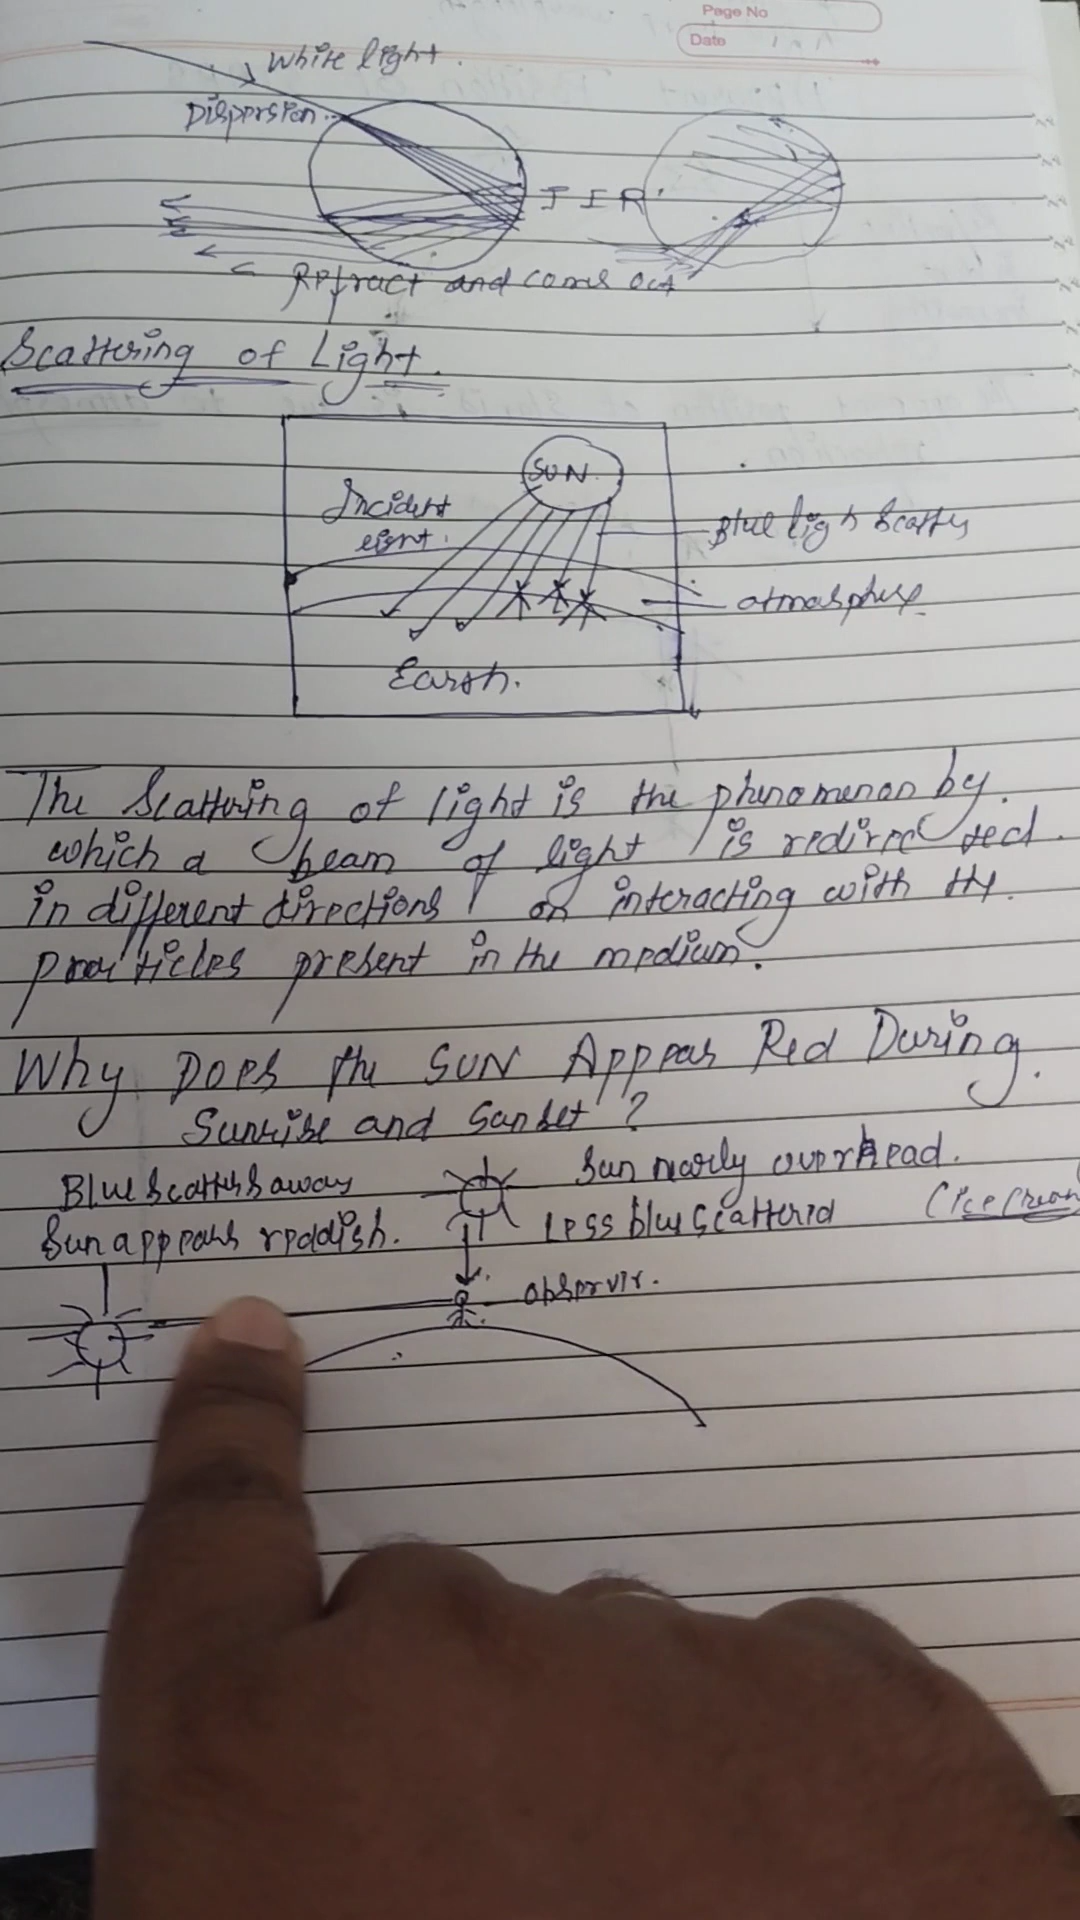 Page No
Date
White light.
Dispersion.
T I R
Refract and comes out
Scattering of Light.
SUN
Incident
light.
Blue light scatters
atmosphere
Earth.
The Scattering of light is the phenomenon by.
which a beam of light is redirected.
in different directions on interacting with the.
particles present in the medium.
Why Does the SUN Appear Red During.
Sunrise and Sunset ?
Blue scatters away
Sun nearly overhead.
Sun appears reddish.
Less blue scattered
(ice cream)
observer.